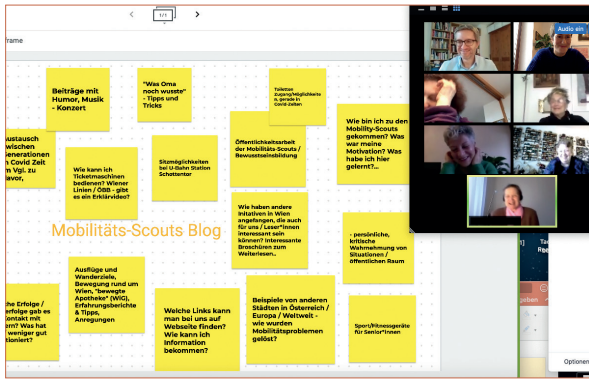 1/1
frame
Audio ein
Beiträge mit
Humor, Musik
- Konzert
"Was Oma
noch wusste"
- Tipps und
Tricks
Toiletten
Zugang/Möglichkeite
n, gerade in
Covid-Zeiten
Wie bin ich zu den
Mobility-Scouts
gekommen? Was
war meine
Motivation? Was
habe ich hier
gelernt?...
ustausch
wischen
Generationen
n Covid Zeit
m Vgl. zu
davor,
Wie kann ich
Ticketmaschinen
bedienen? Wiener
Linien / ÖBB - gibt
es ein Erklärvideo?
Sitzmöglichkeiten
bei U-Bahn Station
Schottentor
Öffentlichkeitsarbeit
der Mobilitäts-Scouts /
Bewusstseinsbildung
Wie haben andere
Initativen in Wien
angefangen, die auch
für uns / Leser*Innen
interessant sein
können? Interessante
Broschüren zum
Weiterlesen..
- persönliche,
kritische
Wahrnehmung von
Situationen /
öffentlichen Raum
Mobilitäts-Scouts Blog
che Erfolge /
erfolge gab es
Kontakt mit
ern? Was hat
weniger gut
tioniert?
Ausflüge und
Wanderziele,
Bewegung rund um
Wien, "bewegte
Apotheke" (WiG),
Erfahrungsberichte
& Tipps,
Anregungen
Welche Links kann
man bei uns auf
Webseite finden?
Wie kann ich
Information
bekommen?
Beispiele von anderen
Städten in Österreich /
Europa / Weltweit -
wie wurden
Mobilitätsproblemen
gelöst?
Sport/Fitnessgeräte
für Senior*Innen
Optionen